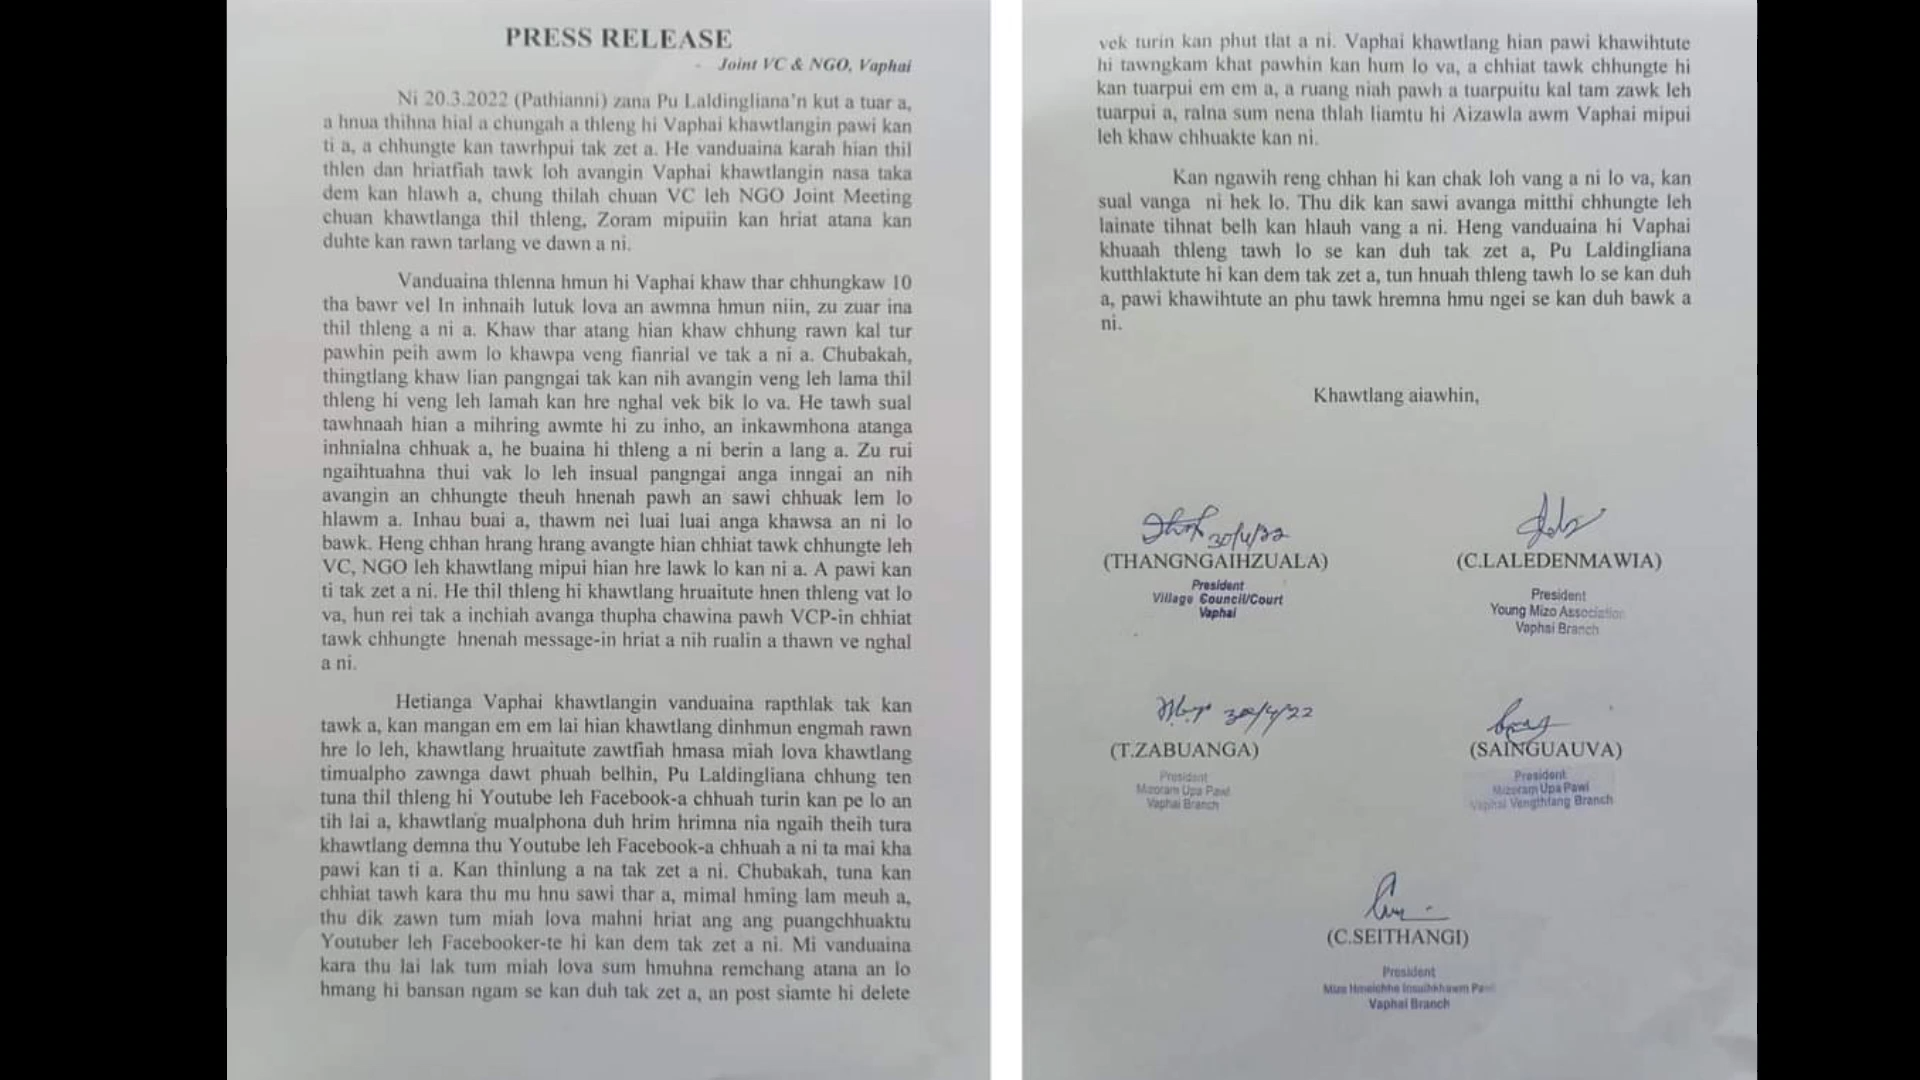 PRESS RELEASE
- Joint VC & NGO, Vaphai
Ni 20.3.2022 (Pathianni) zana Pu Laldingliana'n kut a tuar a,
a hnua thihna hial a chungah a thleng hi Vaphai khawtlangin pawi kan
ti a, a chhungte kan tawrhpui tak zet a. He vanduaina karah hian thil
thlen dan hriatfiah tawk loh avangin Vaphai khawtlangin nasa taka
dem kan hlawh a, chung thilah chuan VC leh NGO Joint Meeting
chuan khawtlanga thil thleng, Zoram mipuiin kan hriat atana kan
duhte kan rawn tarlang ve dawn a ni.
Vanduaina thlenna hmun hi Vaphai khaw thar chhungkaw 10
tha bawr vel In inhnaih lutuk lova an awmna hmun niin, zu zuar ina
thil thleng a ni a. Khaw thar atang hian khaw chhung rawn kal tur
pawhin peih awm lo khawpa veng fianrial ve tak a ni a. Chubakah,
thingtlang khaw lian pangngai tak kan nih avangin veng leh lama thil
thleng hi veng leh lamah kan hre nghal vek bik lo va. He tawh sual
tawhnaah hian a mihring awmte hi zu inho, an inkawmhona atanga
inhnialna chhuak a, he buaina hi thleng a ni berin a lang a. Zu rui
ngaihtuahna thui vak lo leh insual pangngai anga inngai an nih
avangin an chhungte theuh hnenah pawh an sawi chhuak lem lo
hlawm a. Inhau buai a, thawm nei luai luai anga khawsa an ni lo
bawk. Heng chhan hrang hrang avangte hian chhiat tawk chhungte leh
VC, NGO leh khawtlang mipui hian hre lawk lo kan ni a. A pawi kan
ti tak zet a ni. He thil thleng hi khawtlang hruaitute hnen thleng vat lo
va, hun rei tak a inchiah avanga thupha chawina pawh VCP-in chhiat
tawk chhungte hnenah message-in hriat a nih rualin a thawn ve nghal
a ni.
Hetianga Vaphai khawtlangin vanduaina rapthlak tak kan
tawk a, kan mangan em em lai hian khawtlang dinhmun engmah rawn
hre lo leh, khawtlang hruaitute zawtfiah hmasa miah lova khawtlang
timualpho zawnga dawt phuah belhin, Pu Laldingliana chhung ten
tuna thil thleng hi Youtube leh Facebook-a chhuah turin kan pe lo an
tih lai a, khawtlang mualphona duh hrim hrimna nia ngaih theih tura
khawtlang demna thu Youtube leh Facebook-a chhuah a ni ta mai kha
pawi kan ti a. Kan thinlung a na tak zet a ni. Chubakah, tuna kan
chhiat tawh kara thu mu hnu sawi thar a, mimal hming lam meuh a,
thu dik zawn tum miah lova mahni hriat ang ang puangchhuaktu
Youtuber leh Facebooker-te hi kan dem tak zet a ni. Mi vanduaina
kara thu lai lak tum miah lova sum hmuhna remchang atana an lo
hmang hi bansan ngam se kan duh tak zet a, an post siamte hi delete
vek turin kan phut tlat a ni. Vaphai khawtlang hian pawi khawihtute
hi tawngkam khat pawhin kan hum lo va, a chhiat tawk chhungte hi
kan tuarpui em em a, a ruang niah pawh a tuarpuitu kal tam zawk leh
tuarpui a, ralna sum nena thlah liamtu hi Aizawla awm Vaphai mipui
leh khaw chhuakte kan ni.
Kan ngawih reng chhan hi kan chak loh vang a ni lo va, kan
sual vanga ni hek lo. Thu dik kan sawi avanga mitthi chhungte leh
lainate tihnat belh kan hlauh vang a ni. Heng vanduaina hi Vaphai
khuaah thleng tawh lo se kan duh tak zet a, Pu Laldingliana
kutthlaktute hi kan dem tak zet a, tun hnuah thleng tawh lo se kan duh
a, pawi khawihtute an phu tawk hremna hmu ngei se kan duh bawk a
ni.
Khawtlang aiawhin,
30/4/22
(THANGNGAIHZUALA)
President
Village Council/Court
Vaphai
(C.LALEDENMAWIA)
President
Young Mizo Association
Vaphai Branch
30/4/22
(T.ZABUANGA)
President
Mizoram Upa Pawl
Vaphai Branch
(SAINGUAUVA)
President
Mizoram Upa Pawl
Vaphai Vengthlang Branch
(C.SEITHANGI)
President
Mizo Hmeichhe Insuihkhawm Pawl
Vaphai Branch